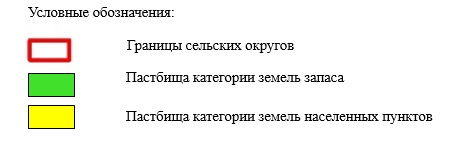 Условные обозначения:
Границы сельских округов
Пастбища категории земель запаса
Пастбища категории земель населенных пунктов